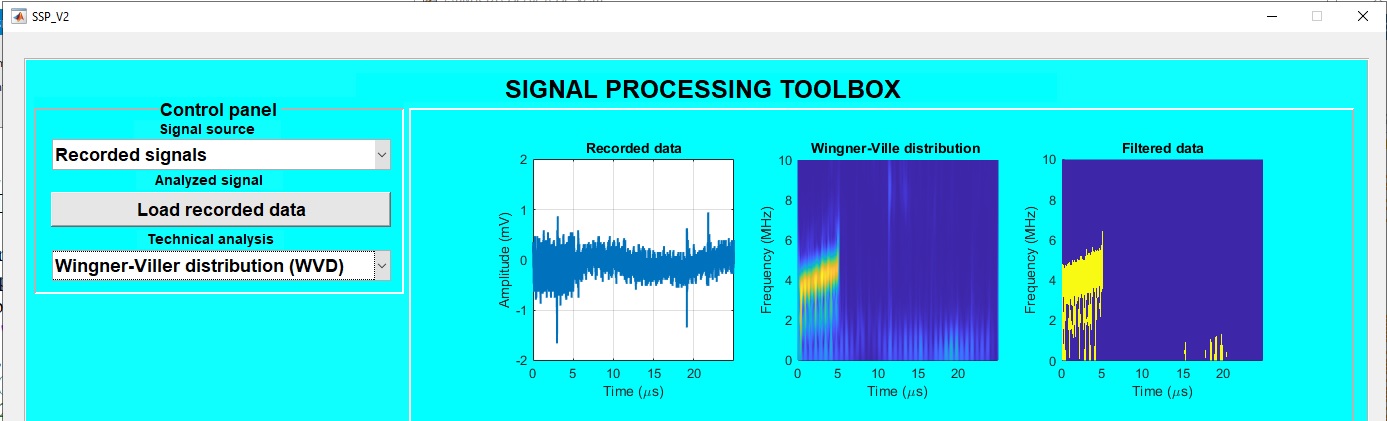 SSP_V2
SIGNAL PROCESSING TOOLBOX
Control panel
Signal source
Recorded signals
Analyzed signal
Load recorded data
Technical analysis
Wingner-Viller distribution (WVD)
Recorded data
2
1
0
-1
-2
Amplitude (mV)
0 5 10 15 20
Time (μs)
Wingner-Ville distribution
10
8
6
4
2
0
Frequency (MHz)
0 5 10 15 20
Time (μs)
Filtered data
10
8
6
4
2
0
Frequency (MHz)
0 5 10 15 20
Time (μs)